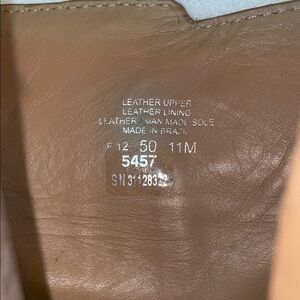 LEATHER UPPER
LEATHER LINING
LEATHER/MAN MADE SOLE
MADE IN BRAZIL
12 50 11M
5457
S/N